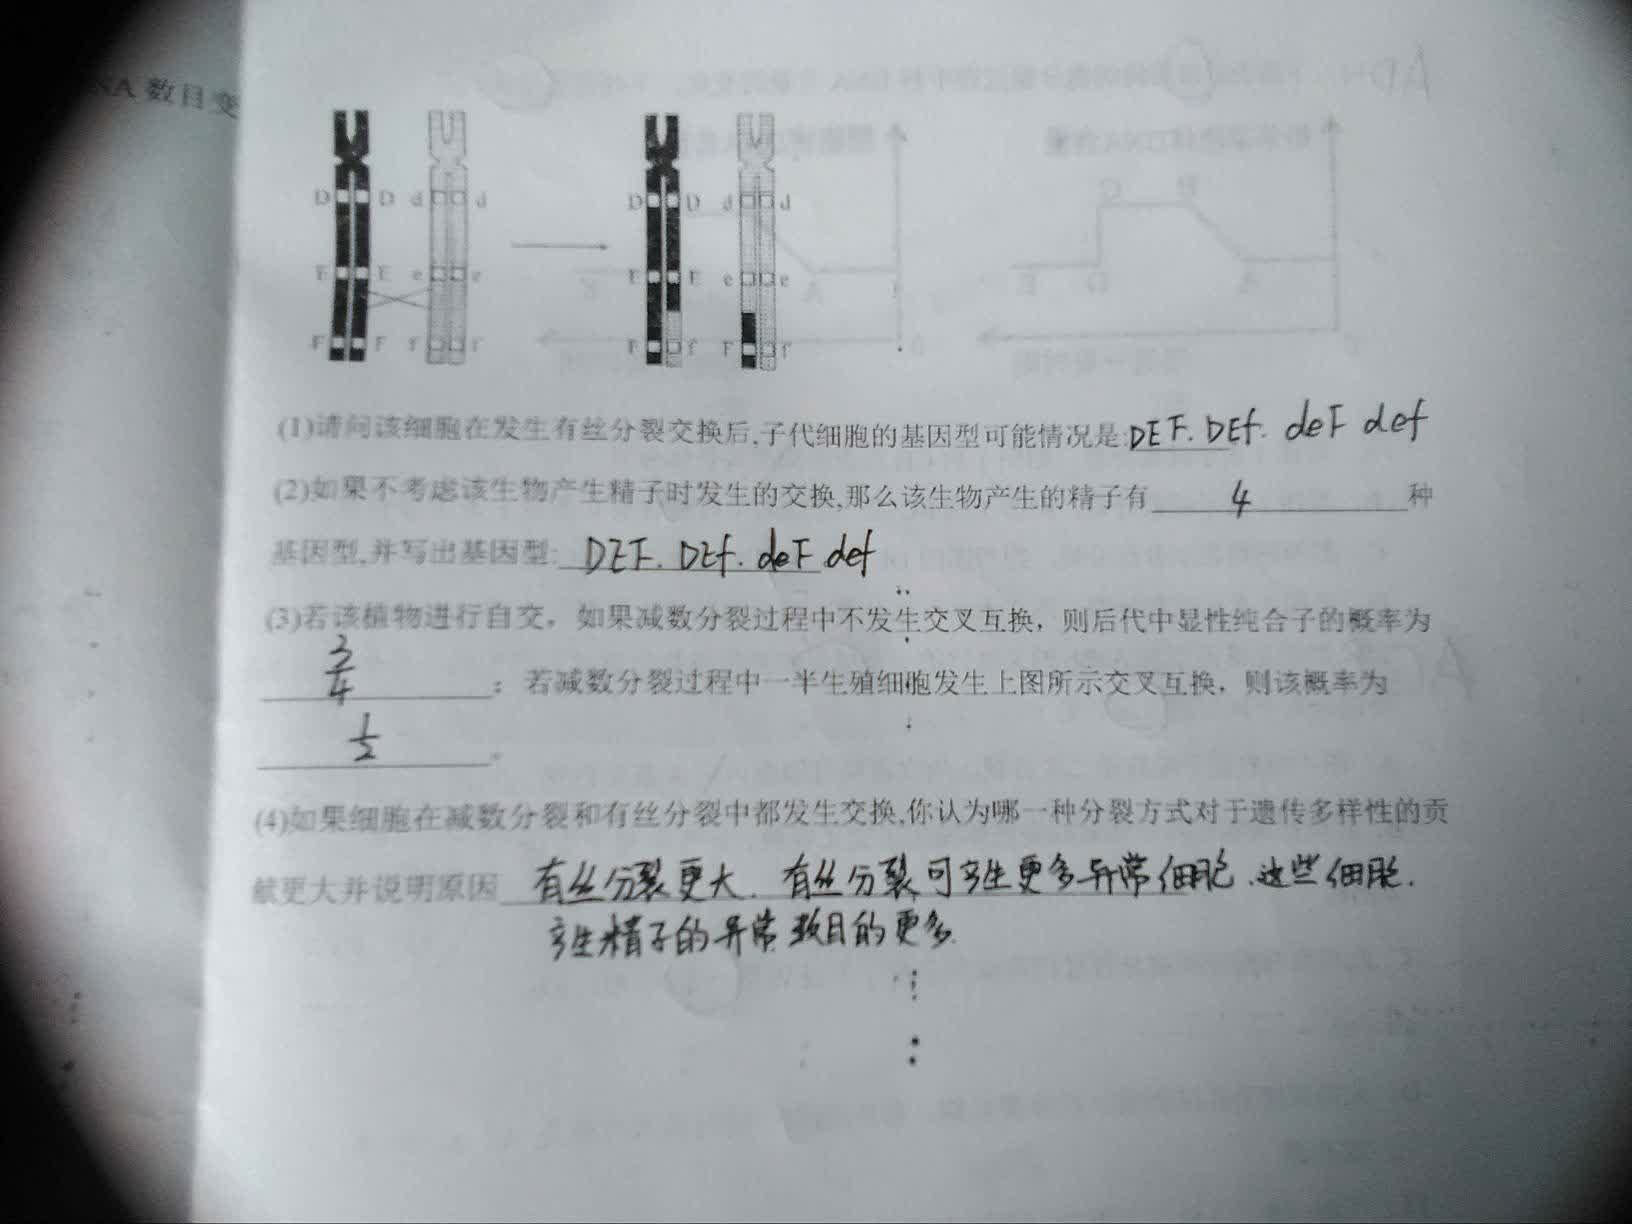 NA 数目变
D D d d D D d d
E E e e E E e e
F F f f F f F f
(1)请问该细胞在发生有丝分裂交换后,子代细胞的基因型可能情况是:DEF. DEf. deF def
(2)如果不考虑该生物产生精子时发生的交换,那么该生物产生的精子有 4 种
基因型,并写出基因型: DEF. DEf. deF def
(3)若该植物进行自交，如果减数分裂过程中不发生交叉互换，则后代中显性纯合子的概率为
3/4 ；若减数分裂过程中一半生殖细胞发生上图所示交叉互换，则该概率为
1/2 。
(4)如果细胞在减数分裂和有丝分裂中都发生交换,你认为哪一种分裂方式对于遗传多样性的贡
献更大并说明原因 有丝分裂更大. 有丝分裂可产生更多异常细胞.这些细胞.
产生精子的异常数目的更多.